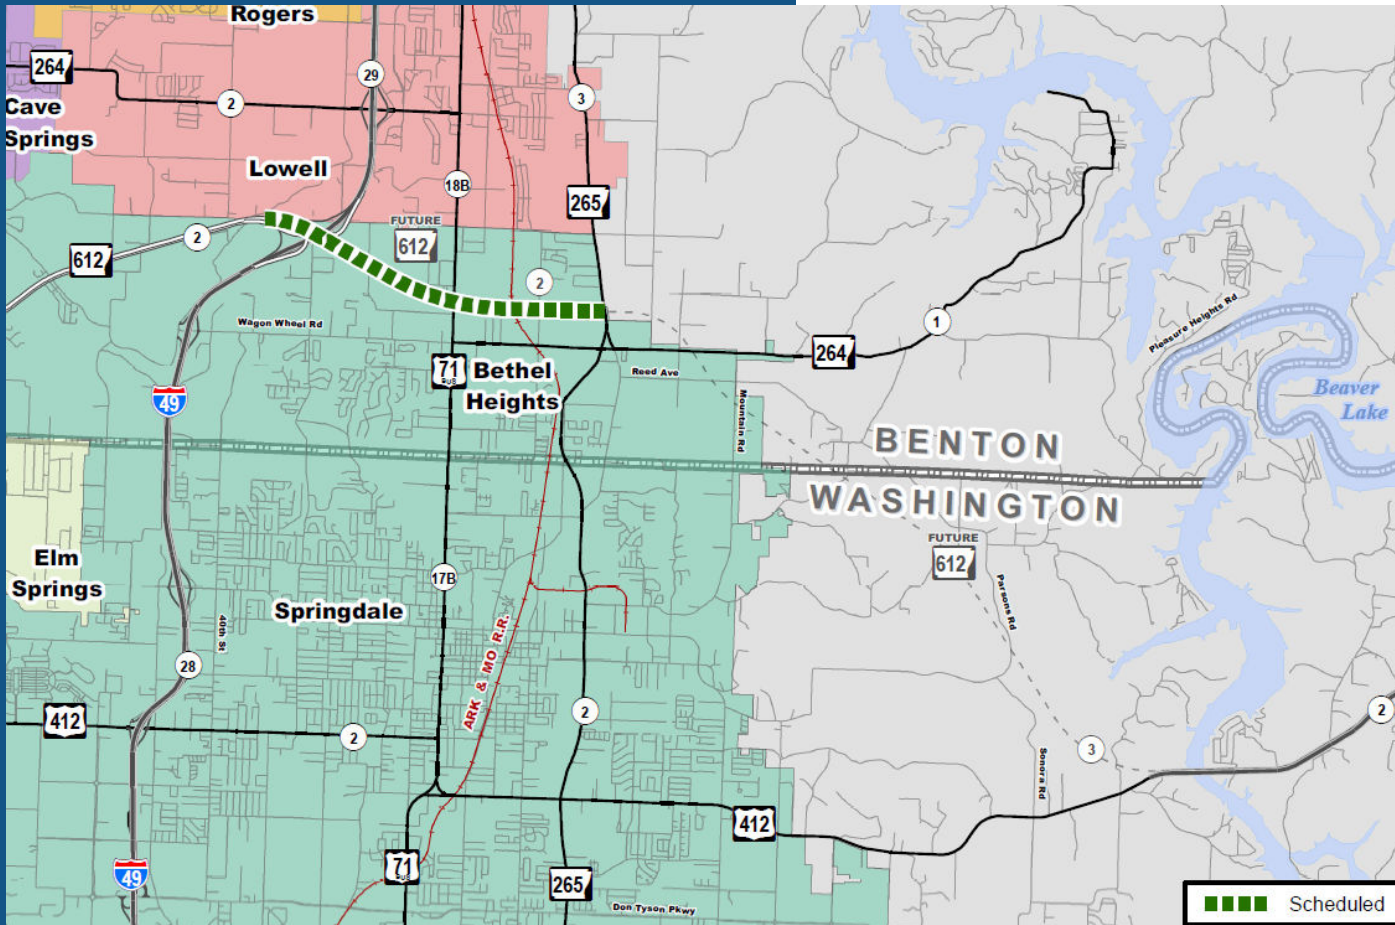 Rogers
264
29
2
3
Cave
Springs
Lowell
18B
265
FUTURE
612
2
612
2
Wagon Wheel Rd
1
Pleasure Heights Rd
264
71
BUS
Bethel
Heights
Reed Ave
Mountain Rd
49
Beaver
Lake
BENTON
WASHINGTON
FUTURE
612
Elm
Springs
17B
Parsons Rd
Springdale
40th St
ARK & MO R.R.
28
412
2
2
2
3
Sonora Rd
412
71
BUS
49
265
Don Tyson Pkwy
Scheduled